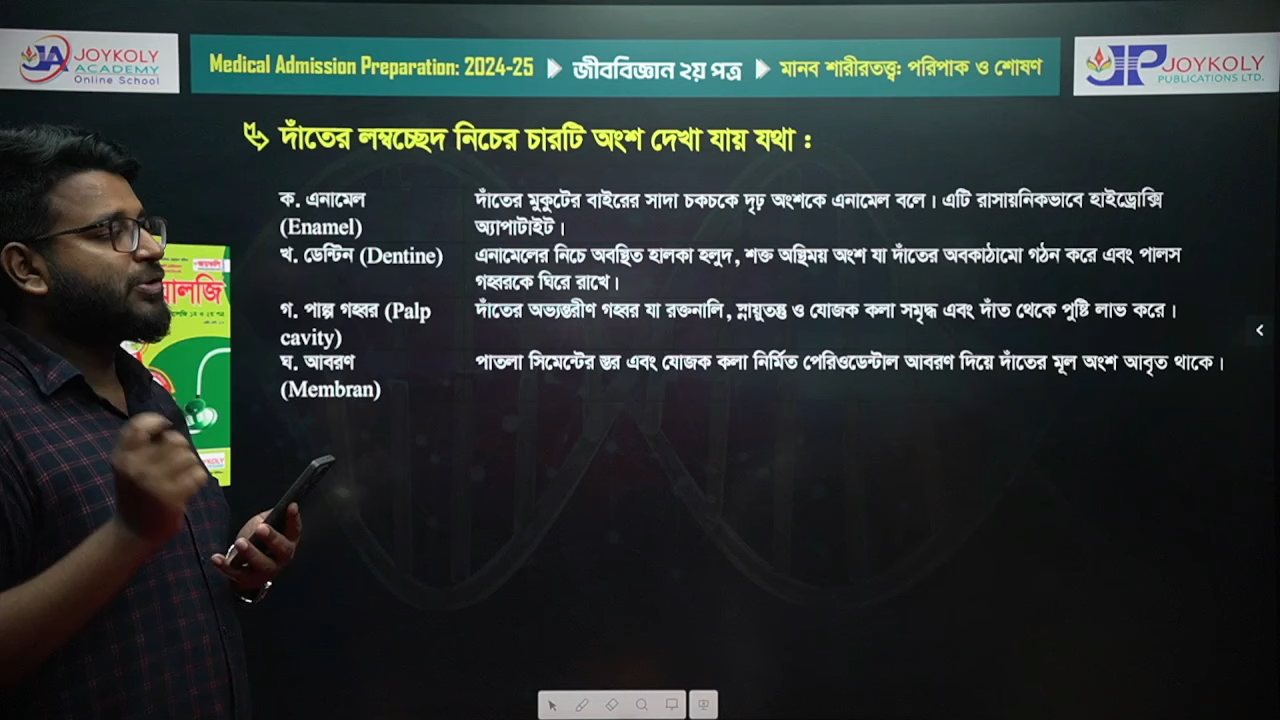 JOYKOLY
ACADEMY
Online School
Medical Admission Preparation: 2024-25 জীববিজ্ঞান ২য় পত্র মানব শারীরতত্ত্ব: পরিপাক ও শোষণ
JP JOYKOLY
PUBLICATIONS LTD.
দাঁতের লম্বচ্ছেদ নিচের চারটি অংশ দেখা যায় যথা :
ক. এনামেল (Enamel)
দাঁতের মুকুটের বাইরের সাদা চকচকে দৃঢ় অংশকে এনামেল বলে। এটি রাসায়নিকভাবে হাইড্রোক্সি
অ্যাপাটাইট।
খ. ডেন্টিন (Dentine)
এনামেলের নিচে অবস্থিত হালকা হলুদ, শক্ত অস্থিময় অংশ যা দাঁতের অবকাঠামো গঠন করে এবং পালস
গহ্বরকে ঘিরে রাখে।
গ. পাল্প গহ্বর (Palp
cavity)
দাঁতের অভ্যন্তরীণ গহ্বর যা রক্তনালি, স্নায়ুতন্তু ও যোজক কলা সমৃদ্ধ এবং দাঁত থেকে পুষ্টি লাভ করে।
ঘ. আবরণ
(Membran)
পাতলা সিমেন্টের স্তর এবং যোজক কলা নির্মিত পেরিওডেন্টাল আবরণ দিয়ে দাঁতের মূল অংশ আবৃত থাকে।